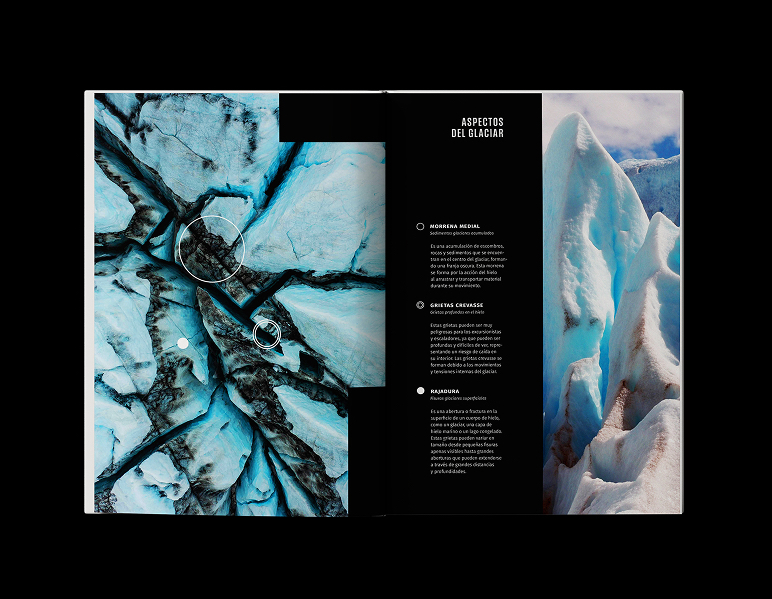 ASPECTOS
DEL GLACIAR
MORRENA MEDIAL
Sedimentos glaciares acumulados
Es una acumulación de escombros,
rocas y sedimentos que se encuen-
tran en el centro del glaciar, forman-
do una franja oscura. Esta morrena
se forma por la acción del hielo
al arrastrar y transportar material
durante su movimiento.
GRIETAS CREVASSE
Grietas profundas en el hielo
Estas grietas pueden ser muy
peligrosas para los excursionistas
y escaladores, ya que pueden ser
profundas y difíciles de ver, repre-
sentando un riesgo de caída en
su interior. Las grietas crevasse se
forman debido a los movimientos
y tensiones internas del glaciar.
RAJADURA
Fisuras glaciares superficiales
Es una abertura o fractura en la
superficie de un cuerpo de hielo,
como un glaciar, una capa de
hielo marino o un lago congelado.
Estas grietas pueden variar en
tamaño desde pequeñas fisuras
apenas visibles hasta grandes
aberturas que pueden extenderse
a través de grandes distancias
y profundidades.